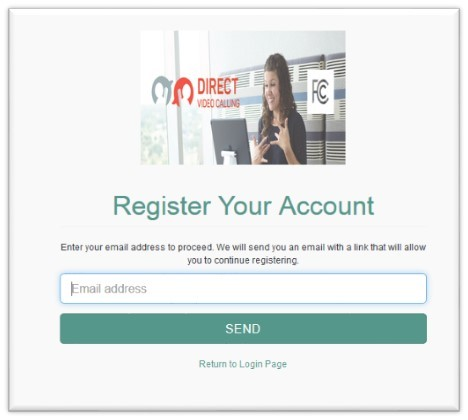 DIRECT
VIDEO CALLING
FCC
Register Your Account
Enter your email address to proceed. We will send you an email with a link that will allow
you to continue registering.
Email address
SEND
Return to Login Page